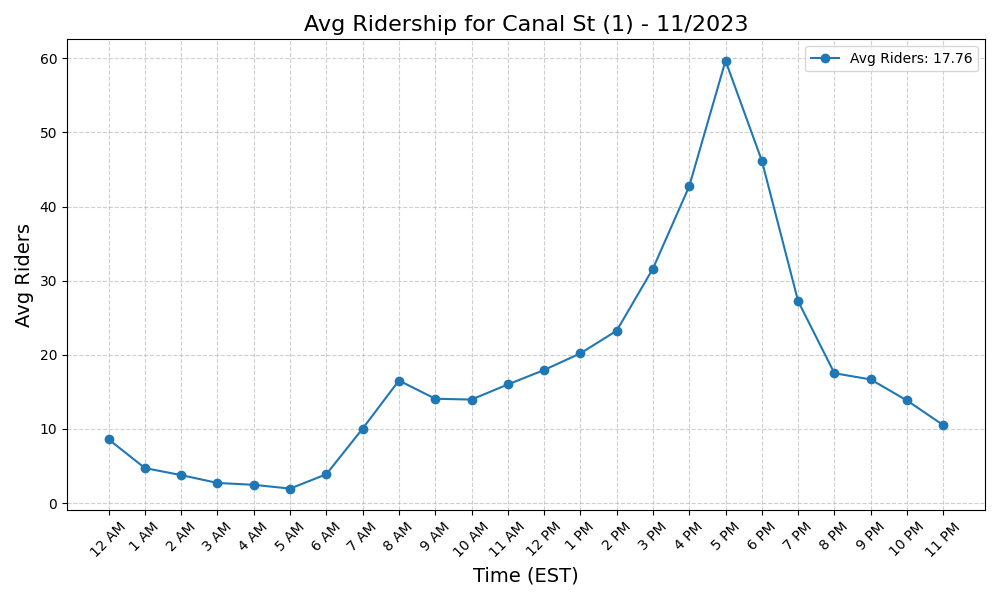 Avg Ridership for Canal St (1) - 11/2023
Avg Riders: 17.76
Avg Riders
60
50
40
30
20
10
0
12 AM
1 AM
2 AM
3 AM
4 AM
5 AM
6 AM
7 AM
8 AM
9 AM
10 AM
11 AM
12 PM
1 PM
2 PM
3 PM
4 PM
5 PM
6 PM
7 PM
8 PM
9 PM
10 PM
11 PM
Time (EST)